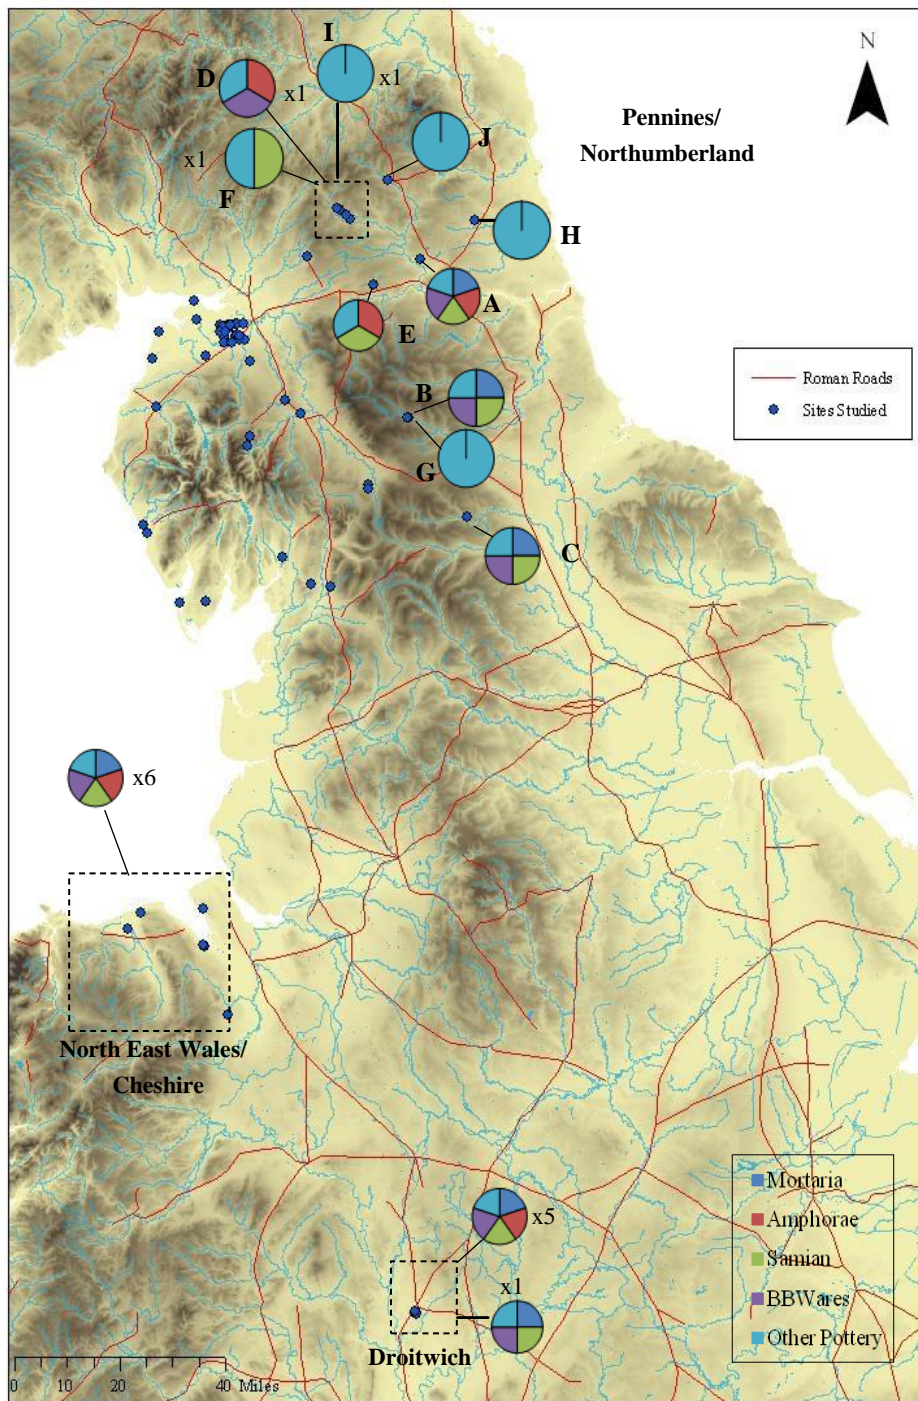 I
N
D
x1
x1
Pennines/
Northumberland
J
x1
F
H
A
E
Roman Roads
Sites Studied
B
G
C
x6
North East Wales/
Cheshire
Mortaria
Amphorae
x5
Samian
x1
BBWares
Other Pottery
Droitwich
0 10 20 40 Miles